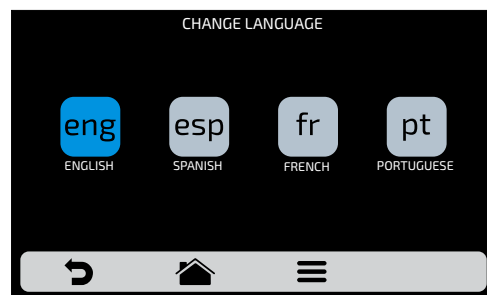 CHANGE LANGUAGE
eng esp fr pt
ENGLISH SPANISH FRENCH PORTUGUESE